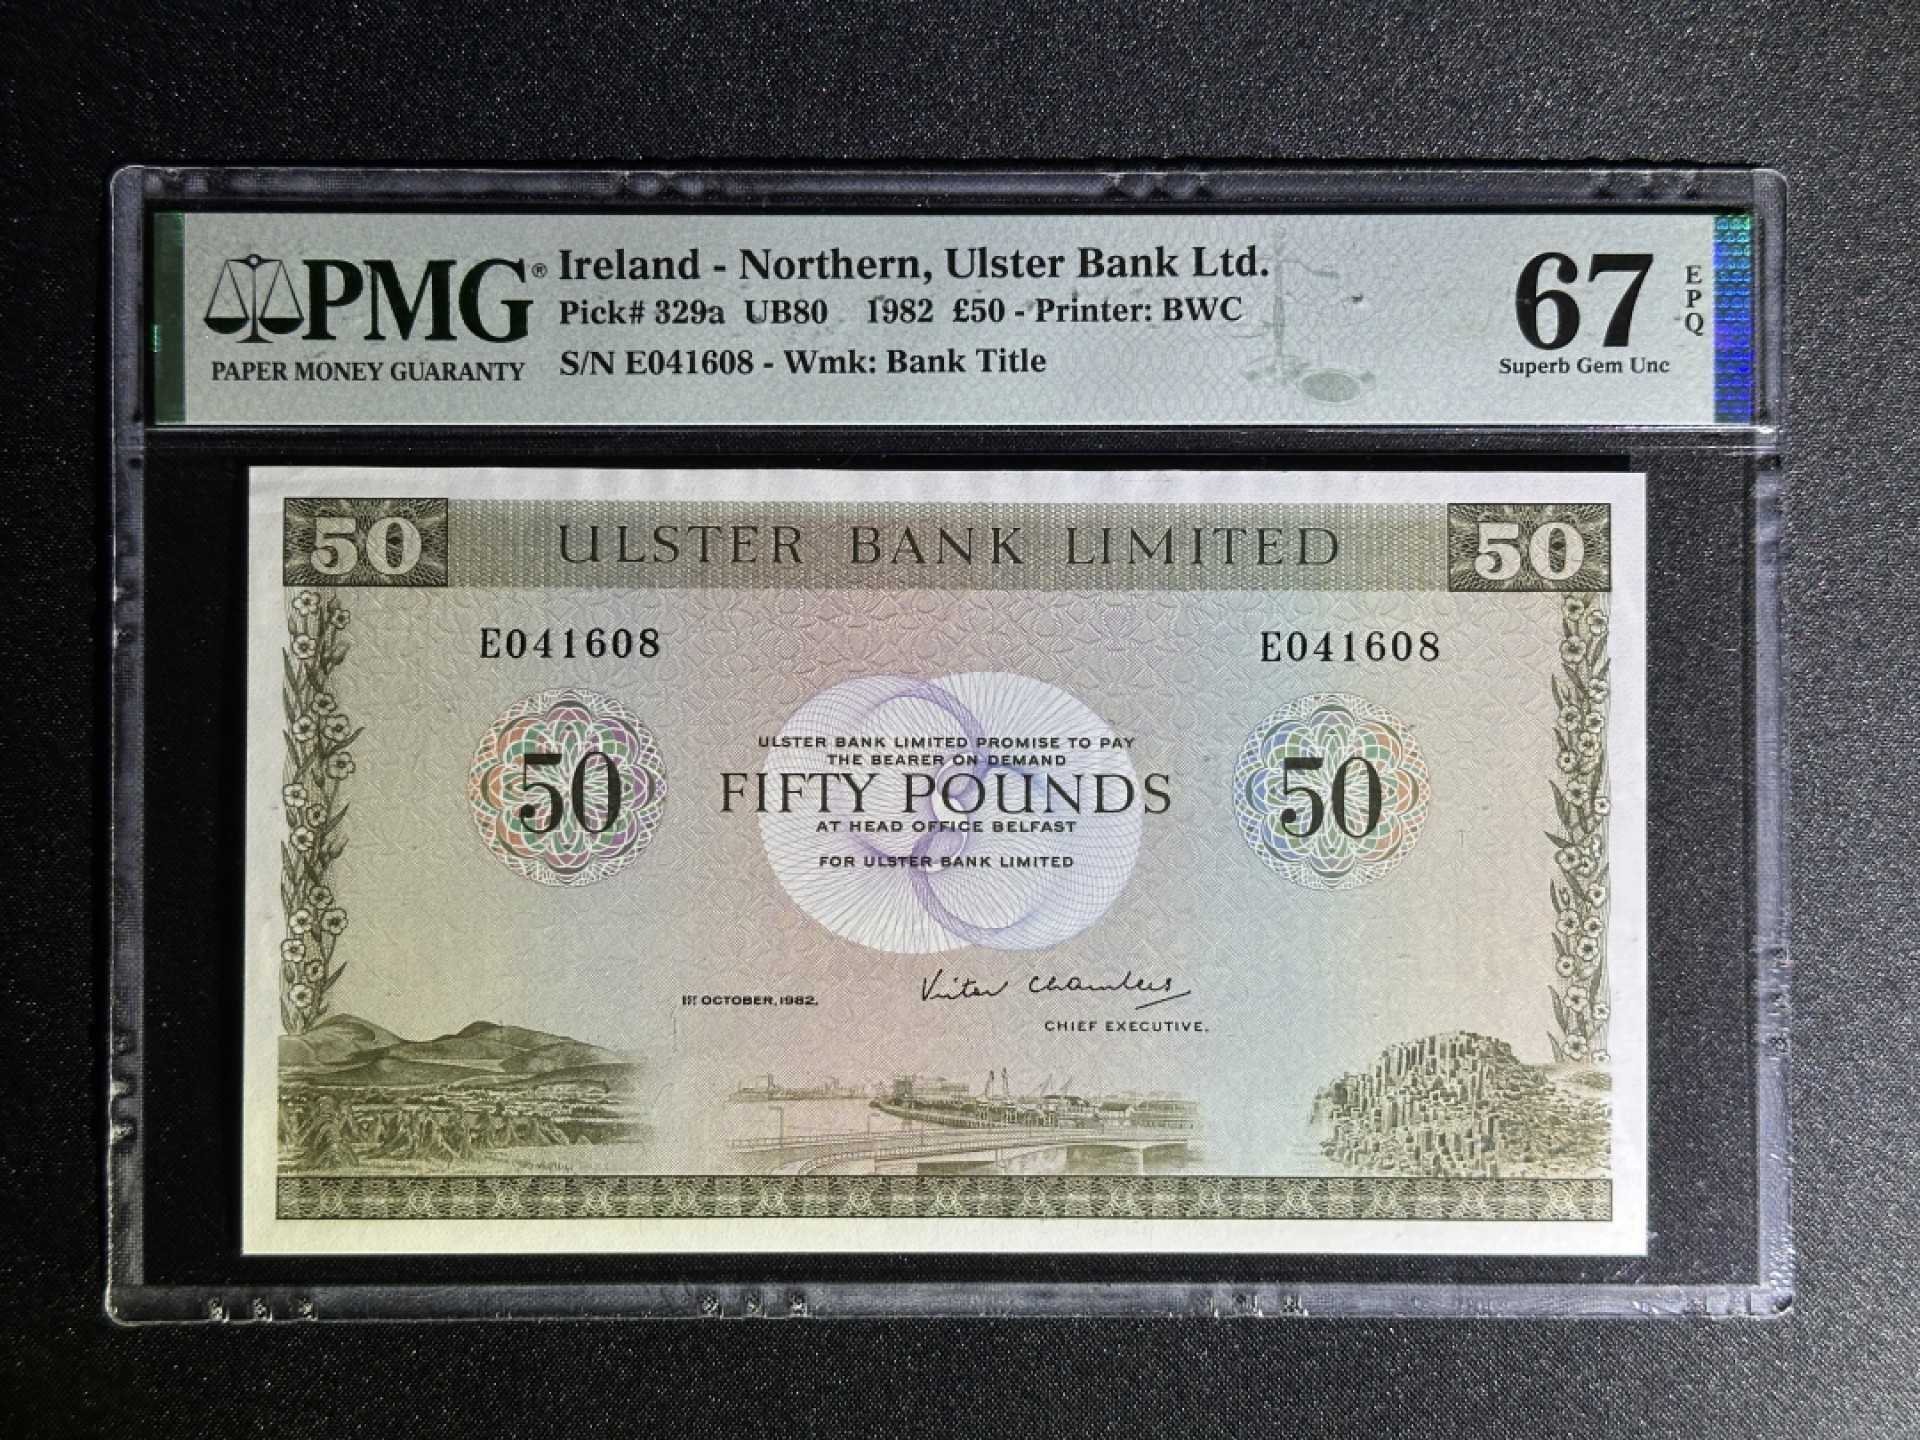 PMG®
PAPER MONEY GUARANTY
Ireland - Northern, Ulster Bank Ltd.
Pick# 329a UB80 1982 £50 - Printer: BWC
S/N E041608 - Wmk: Bank Title
67
EPQ
Superb Gem Unc
50 ULSTER BANK LIMITED 50
E041608 E041608
ULSTER BANK LIMITED PROMISE TO PAY
THE BEARER ON DEMAND
50 FIFTY POUNDS 50
AT HEAD OFFICE BELFAST
FOR ULSTER BANK LIMITED
Victor Chambers
1ST OCTOBER, 1982.
CHIEF EXECUTIVE.